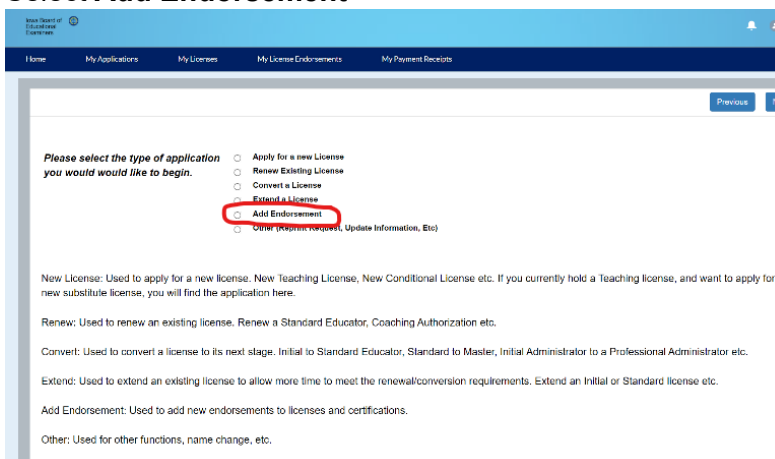 Select Add Endorsement
Iowa Board of
Educational
Examiners
Home My Applications My Licenses My License Endorsements My Payment Receipts
Previous
Please select the type of application
you would would like to begin.
Apply for a new License
Renew Existing License
Convert a License
Extend a License
Add Endorsement
Other (Reprint Request, Update Information, Etc)
New License: Used to apply for a new license. New Teaching License, New Conditional License etc. If you currently hold a Teaching license, and want to apply for
new substitute license, you will find the application here.
Renew: Used to renew an existing license. Renew a Standard Educator, Coaching Authorization etc.
Convert: Used to convert a license to its next stage. Initial to Standard Educator, Standard to Master, Initial Administrator to a Professional Administrator etc.
Extend: Used to extend an existing license to allow more time to meet the renewal/conversion requirements. Extend an Initial or Standard license etc.
Add Endorsement: Used to add new endorsements to licenses and certifications.
Other: Used for other functions, name change, etc.